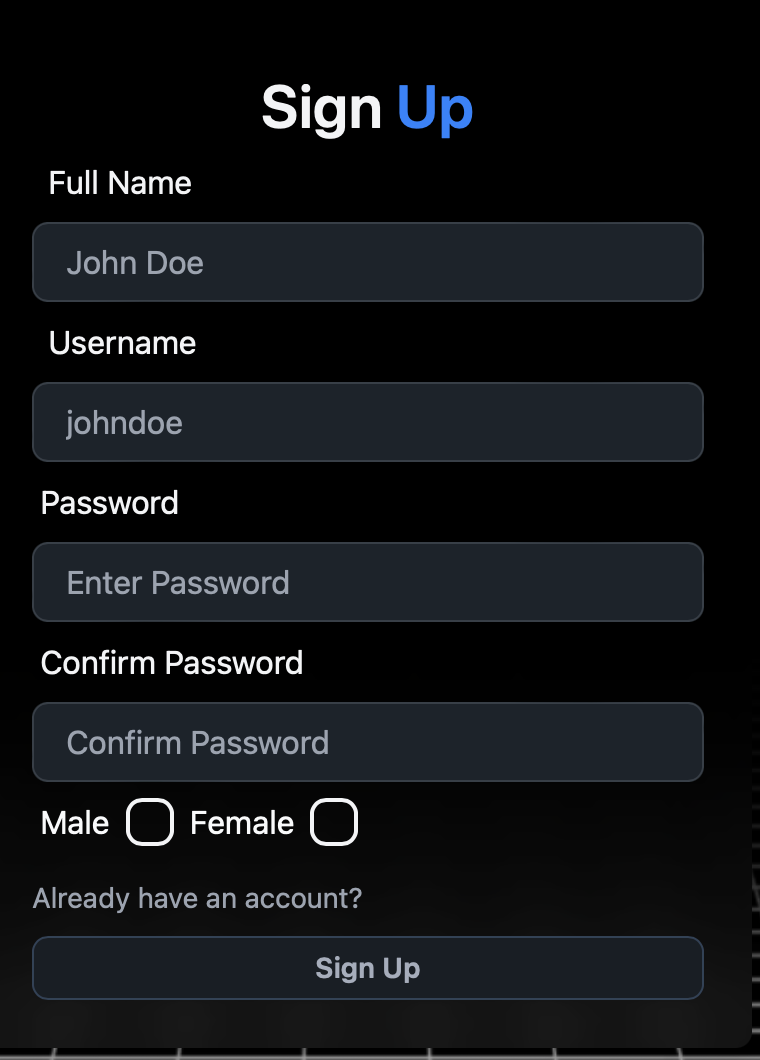 Sign Up
Full Name
John Doe
Username
johndoe
Password
Enter Password
Confirm Password
Confirm Password
Male Female
Already have an account?
Sign Up